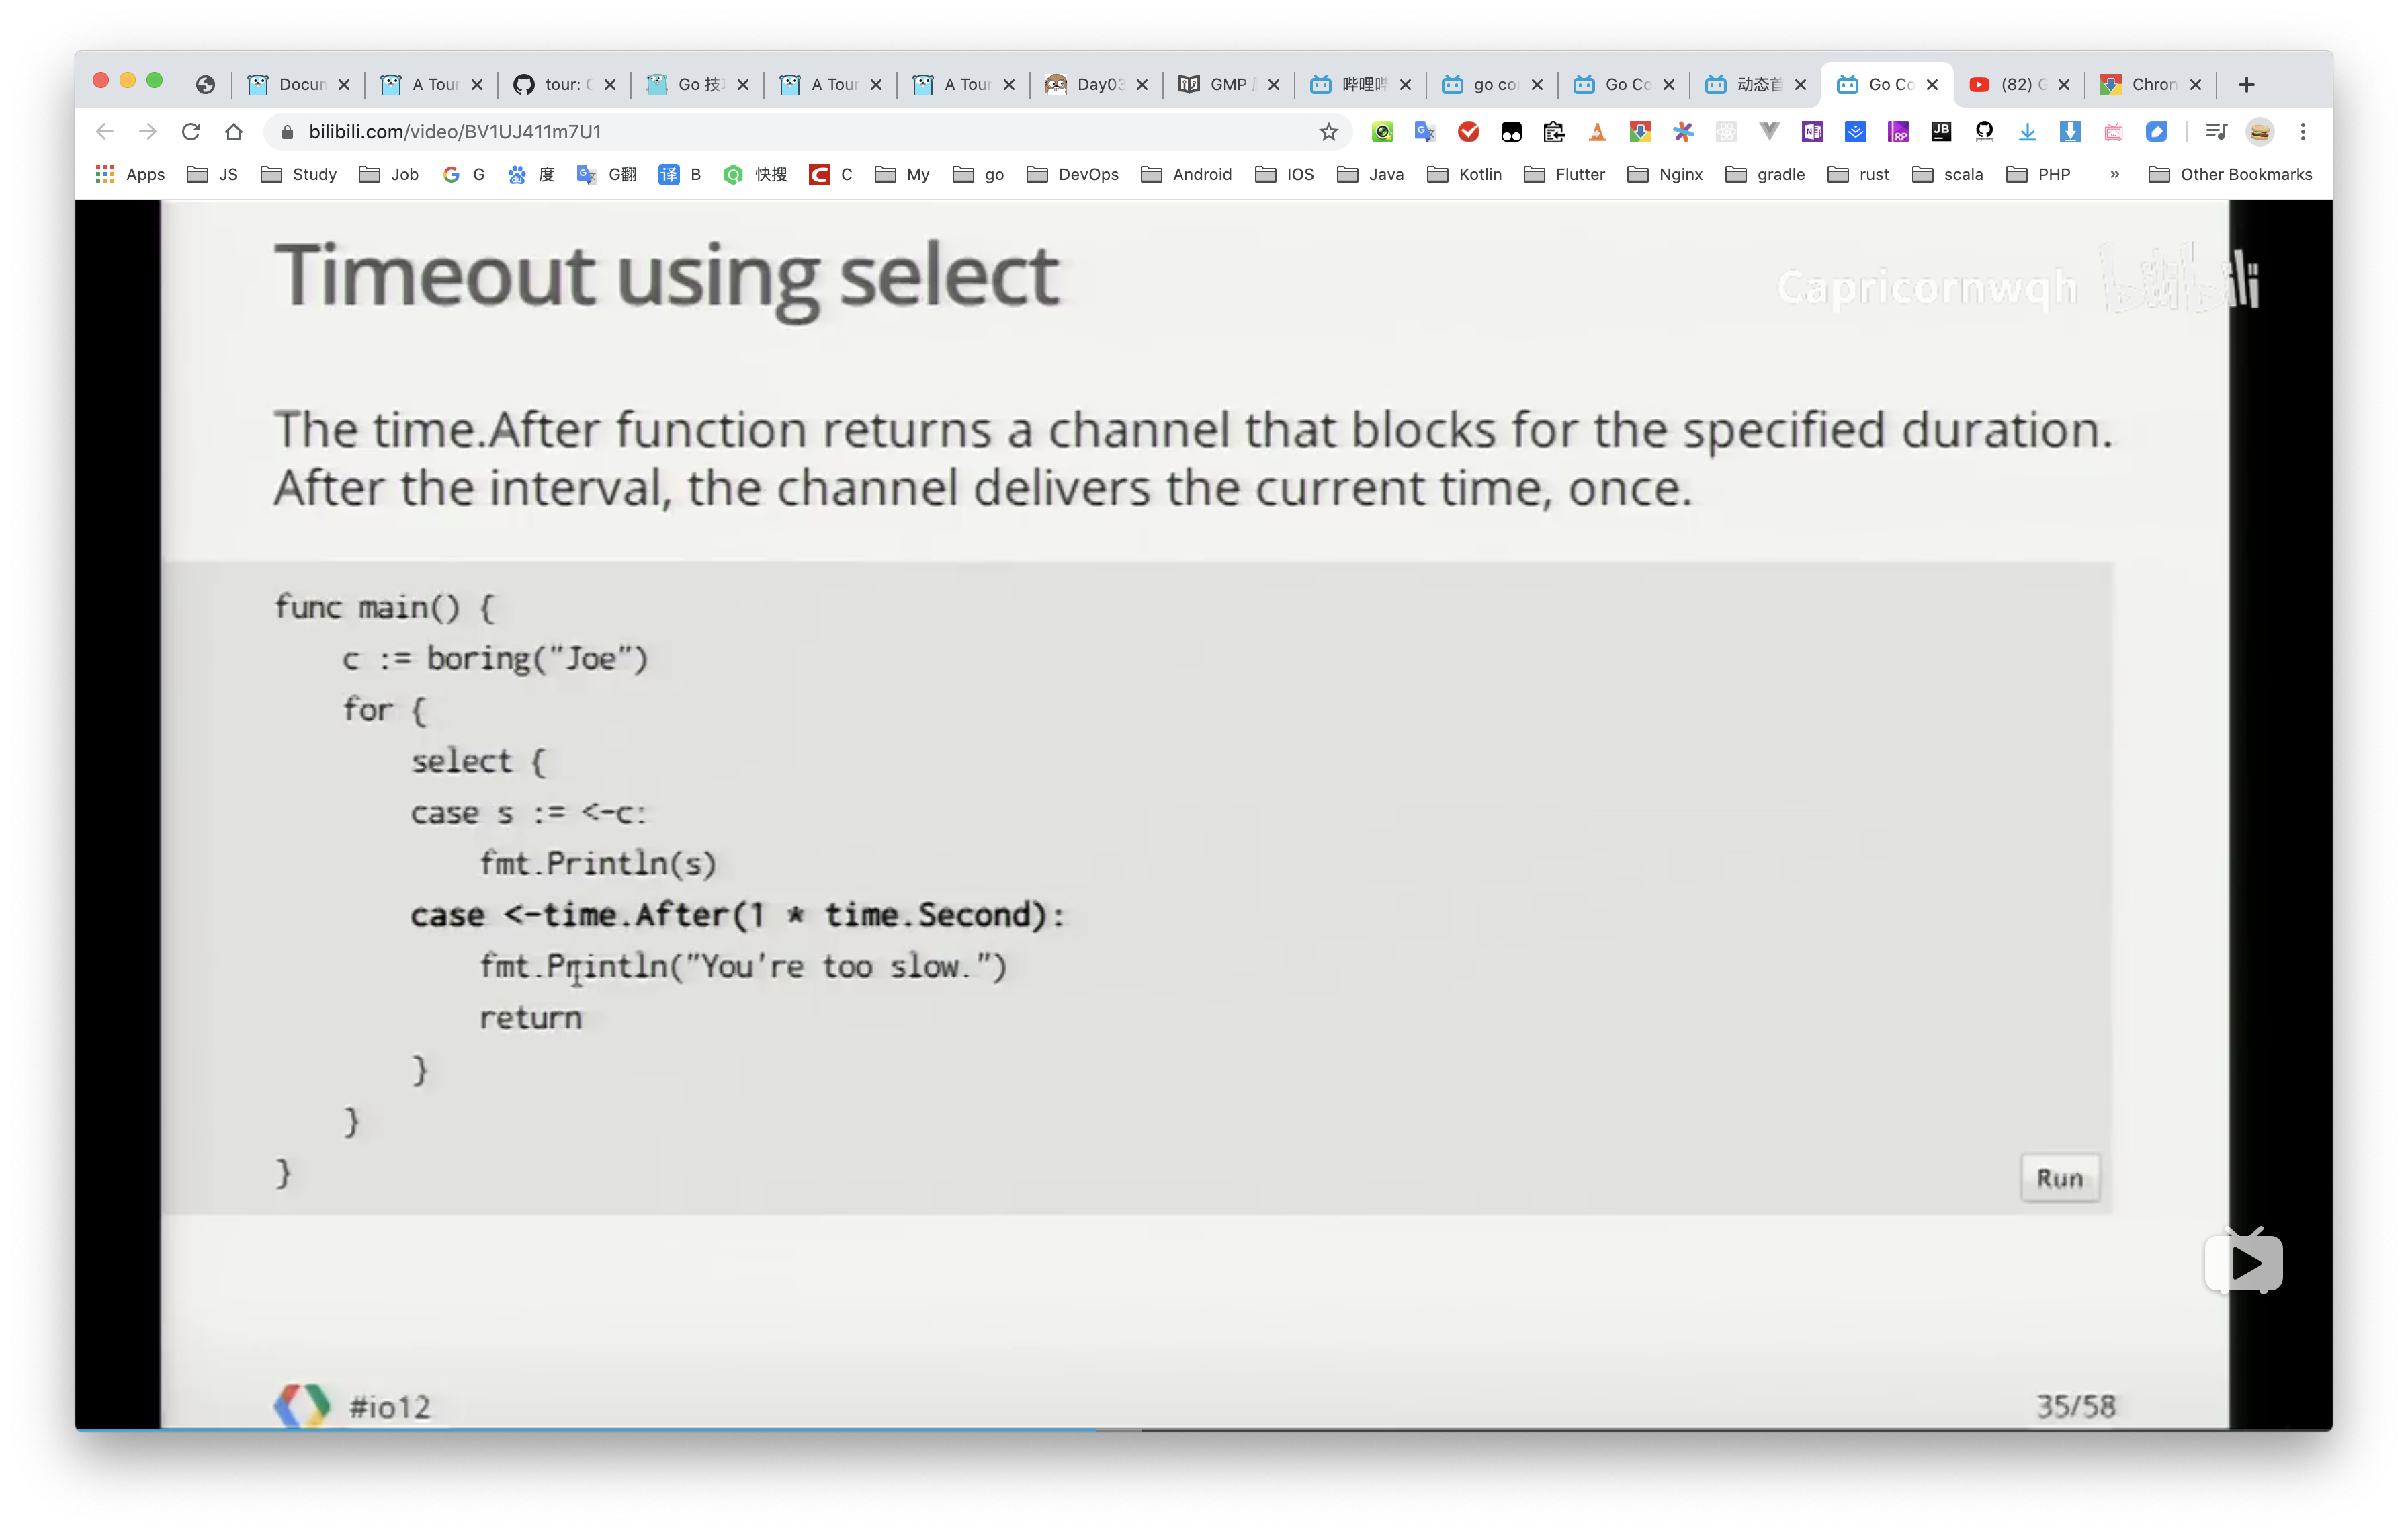 Docun
A Tour
tour: C
Go 技
A Tour
A Tour
Day03
GMP
哔哩哔
go con
Go Co
动态首
Go Co
(82) G
Chron
bilibili.com/video/BV1UJ411m7U1
Apps JS Study Job G 度 G翻 B 快搜 C My go DevOps Android IOS Java Kotlin Flutter Nginx gradle rust scala PHP » Other Bookmarks
Timeout using select
Capricornwqh bilibili
The time.After function returns a channel that blocks for the specified duration.
After the interval, the channel delivers the current time, once.
func main() {
c := boring("Joe")
for {
select {
case s := <-c:
fmt.Println(s)
case <-time.After(1 * time.Second):
fmt.Println("You're too slow.")
return
}
}
}
Run
#io12
35/58